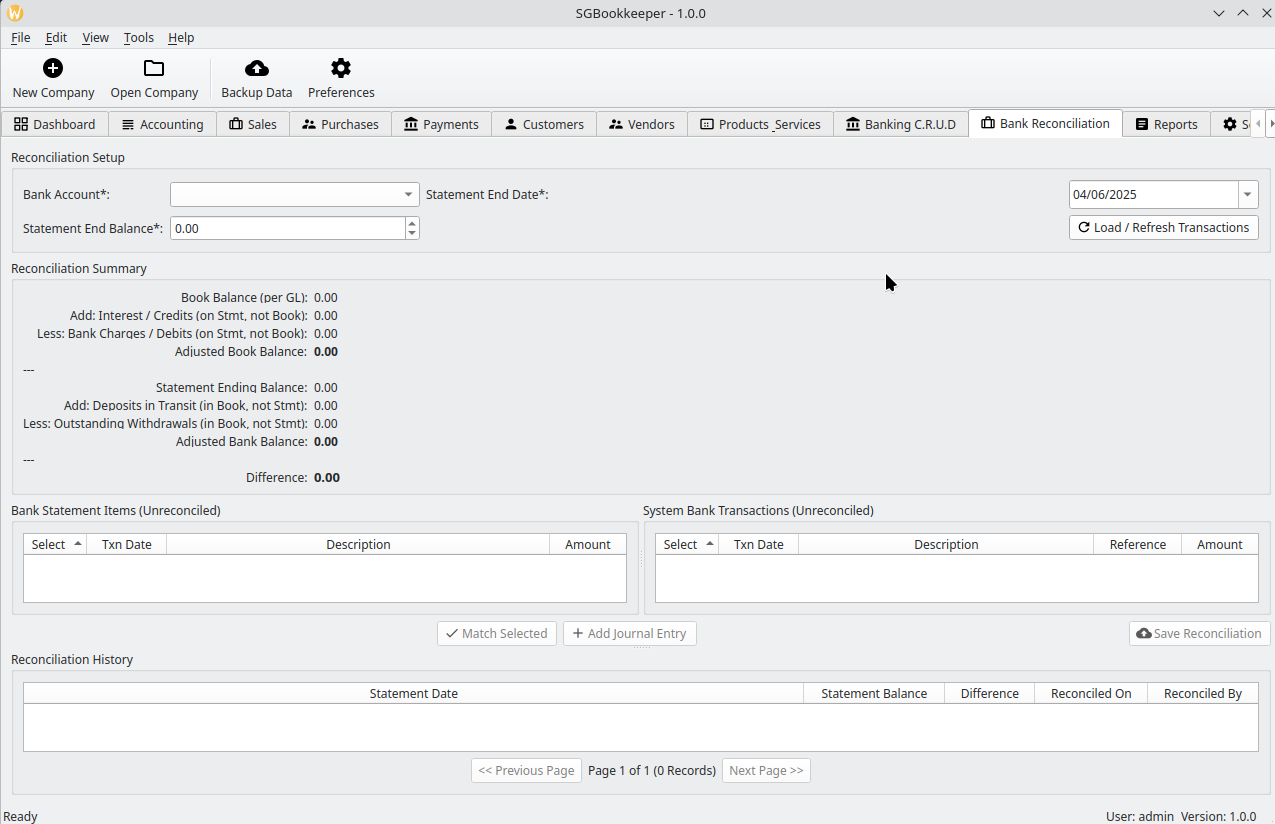 SGBookkeeper - 1.0.0
File Edit View Tools Help
New Company Open Company Backup Data Preferences
Dashboard Accounting Sales Purchases Payments Customers Vendors Products _Services Banking C.R.U.D Bank Reconciliation Reports
Reconciliation Setup
Bank Account*: Statement End Date*: 04/06/2025
Statement End Balance*: 0.00 Load / Refresh Transactions
Reconciliation Summary
Book Balance (per GL): 0.00
Add: Interest / Credits (on Stmt, not Book): 0.00
Less: Bank Charges / Debits (on Stmt, not Book): 0.00
Adjusted Book Balance: 0.00
---
Statement Ending Balance: 0.00
Add: Deposits in Transit (in Book, not Stmt): 0.00
Less: Outstanding Withdrawals (in Book, not Stmt): 0.00
Adjusted Bank Balance: 0.00
---
Difference: 0.00
Bank Statement Items (Unreconciled) System Bank Transactions (Unreconciled)
Select Txn Date Description Amount Select Txn Date Description Reference Amount
Match Selected Add Journal Entry Save Reconciliation
Reconciliation History
Statement Date Statement Balance Difference Reconciled On Reconciled By
<< Previous Page Page 1 of 1 (0 Records) Next Page >>
Ready User: admin Version: 1.0.0